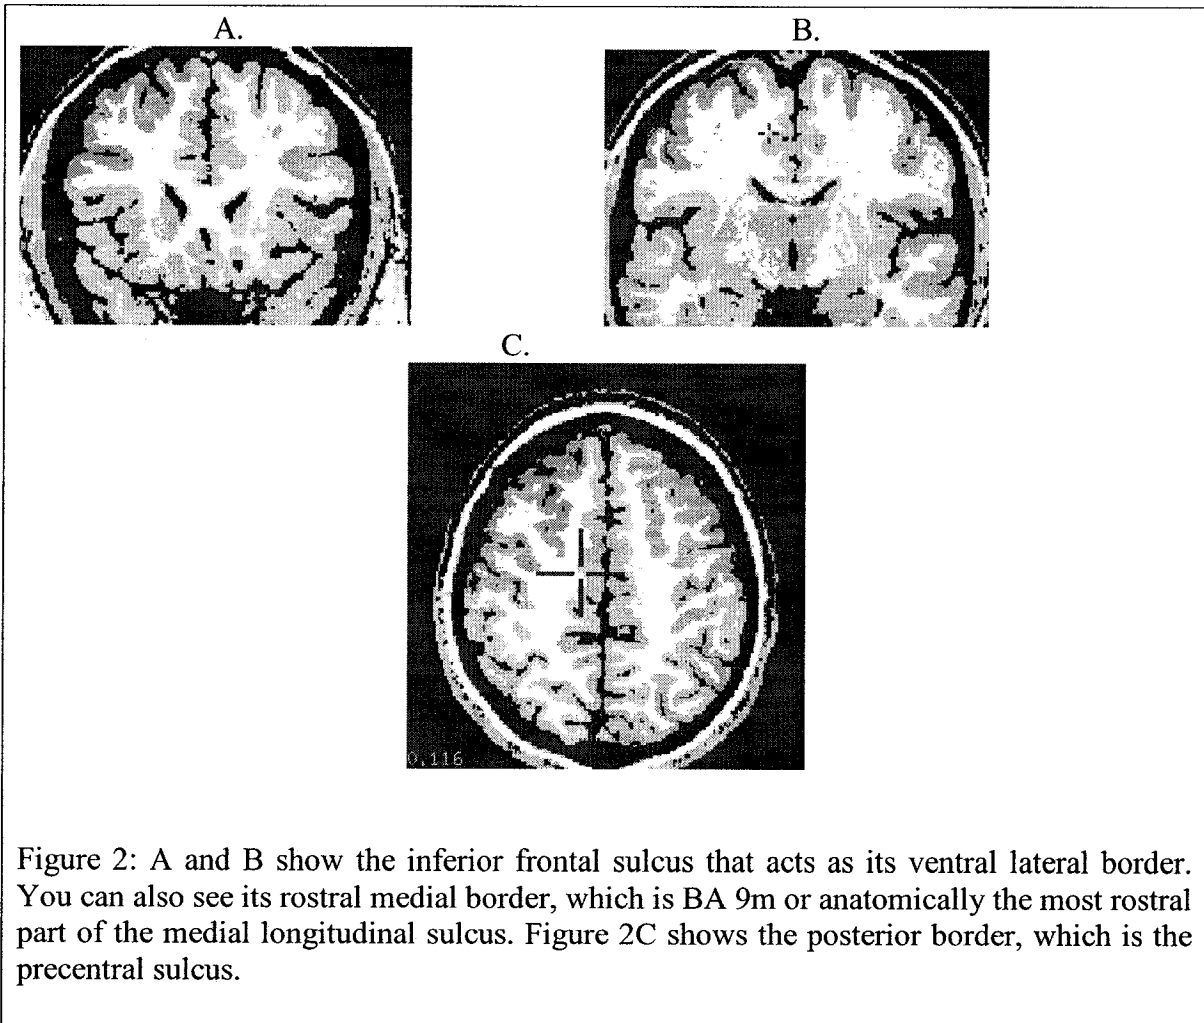 A.
B.
C.
0.116
Figure 2: A and B show the inferior frontal sulcus that acts as its ventral lateral border.
You can also see its rostral medial border, which is BA 9m or anatomically the most rostral
part of the medial longitudinal sulcus. Figure 2C shows the posterior border, which is the
precentral sulcus.